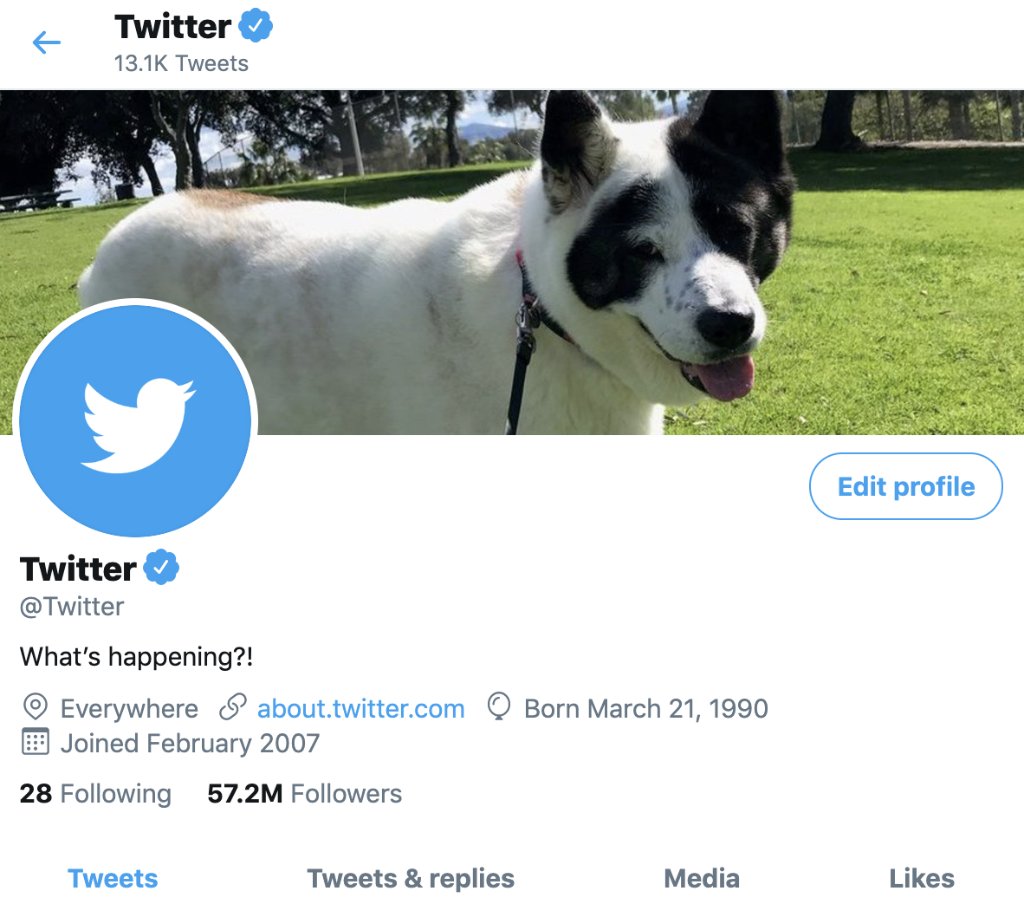 Twitter
13.1K Tweets
Edit profile
Twitter
@Twitter
What’s happening?!
Everywhere about.twitter.com Born March 21, 1990
Joined February 2007
28 Following 57.2M Followers
Tweets Tweets & replies Media Likes